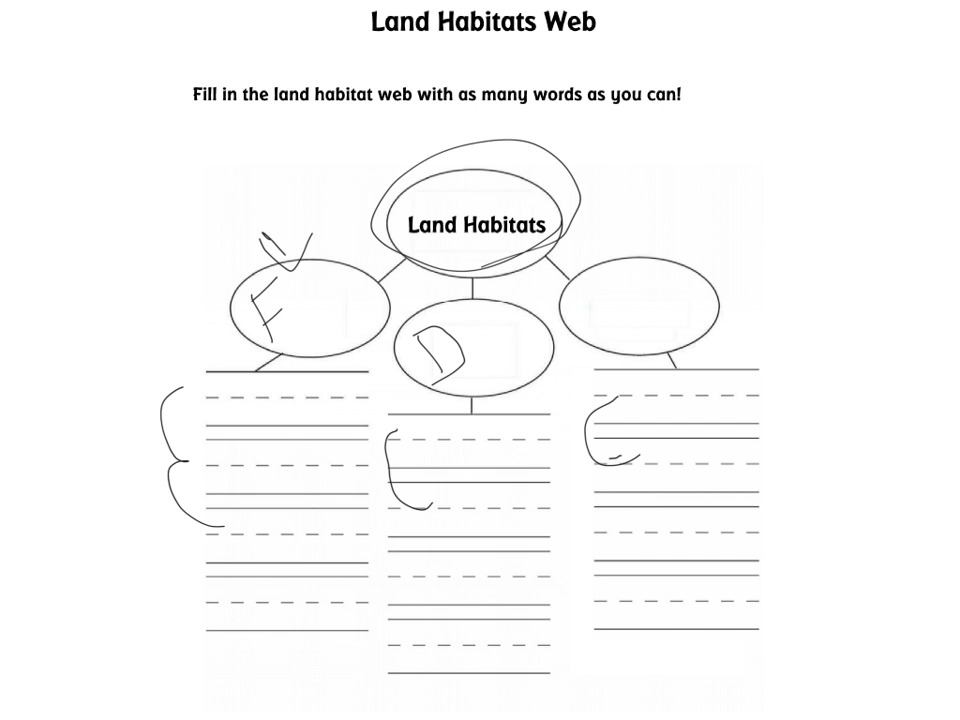 Land Habitats Web
Fill in the land habitat web with as many words as you can!
Land Habitats
F
D